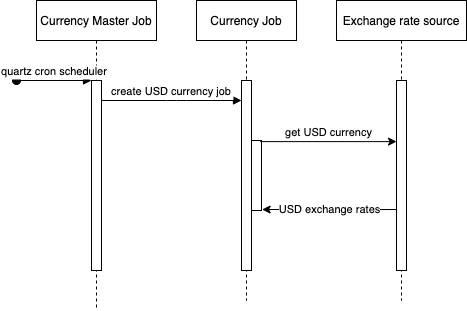 Currency Master Job
Currency Job
Exchange rate source
quartz cron scheduler
create USD currency job
get USD currency
USD exchange rates